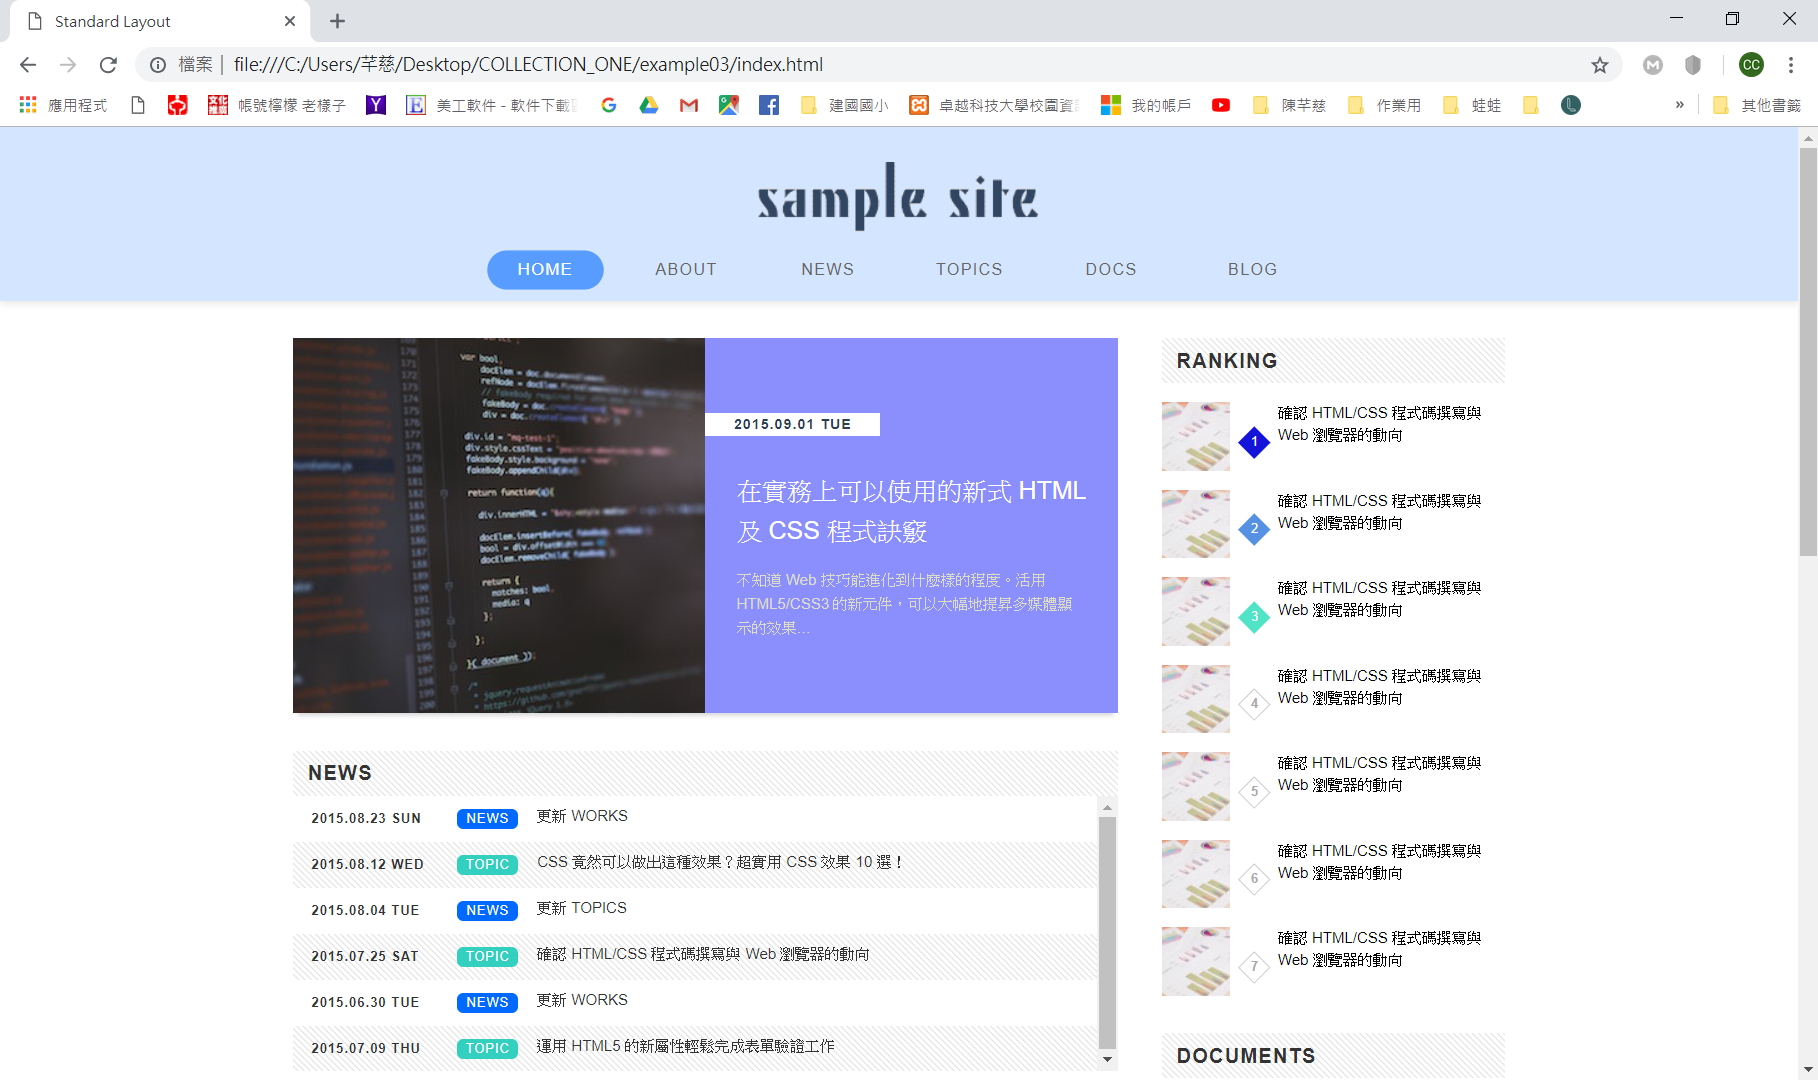 Standard Layout
檔案 | file:///C:/Users/芊慈/Desktop/COLLECTION_ONE/example03/index.html
CC
應用程式
帳號檸檬 老樣子
美工軟件 - 軟件下載
建國國小
卓越科技大學校園資
我的帳戶
陳芊慈
作業用
蛙蛙
»
其他書籤
sample site
HOME
ABOUT
NEWS
TOPICS
DOCS
BLOG
2015.09.01 TUE
在實務上可以使用的新式 HTML
及 CSS 程式訣竅
不知道 Web 技巧能進化到什麼樣的程度。活用
HTML5/CSS3 的新元件，可以大幅地提昇多媒體顯
示的效果...
NEWS
2015.08.23 SUN NEWS 更新 WORKS
2015.08.12 WED TOPIC CSS 竟然可以做出這種效果？超實用 CSS 效果 10 選！
2015.08.04 TUE NEWS 更新 TOPICS
2015.07.25 SAT TOPIC 確認 HTML/CSS 程式碼撰寫與 Web 瀏覽器的動向
2015.06.30 TUE NEWS 更新 WORKS
2015.07.09 THU TOPIC 運用 HTML5 的新屬性輕鬆完成表單驗證工作
RANKING
1
確認 HTML/CSS 程式碼撰寫與
Web 瀏覽器的動向
2
確認 HTML/CSS 程式碼撰寫與
Web 瀏覽器的動向
3
確認 HTML/CSS 程式碼撰寫與
Web 瀏覽器的動向
4
確認 HTML/CSS 程式碼撰寫與
Web 瀏覽器的動向
5
確認 HTML/CSS 程式碼撰寫與
Web 瀏覽器的動向
6
確認 HTML/CSS 程式碼撰寫與
Web 瀏覽器的動向
7
確認 HTML/CSS 程式碼撰寫與
Web 瀏覽器的動向
DOCUMENTS